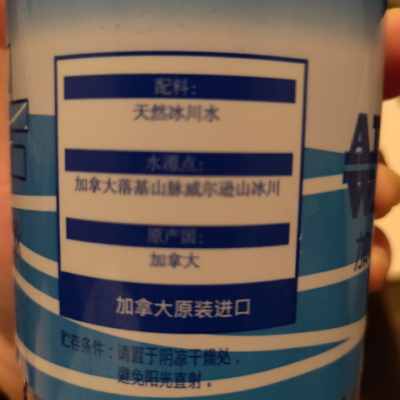 配料：
天然冰川水
水源点：
加拿大落基山脉威尔逊山冰川
原产国：
加拿大
加拿大原装进口
贮存条件：请置于阴凉干燥处，
避免阳光直射。